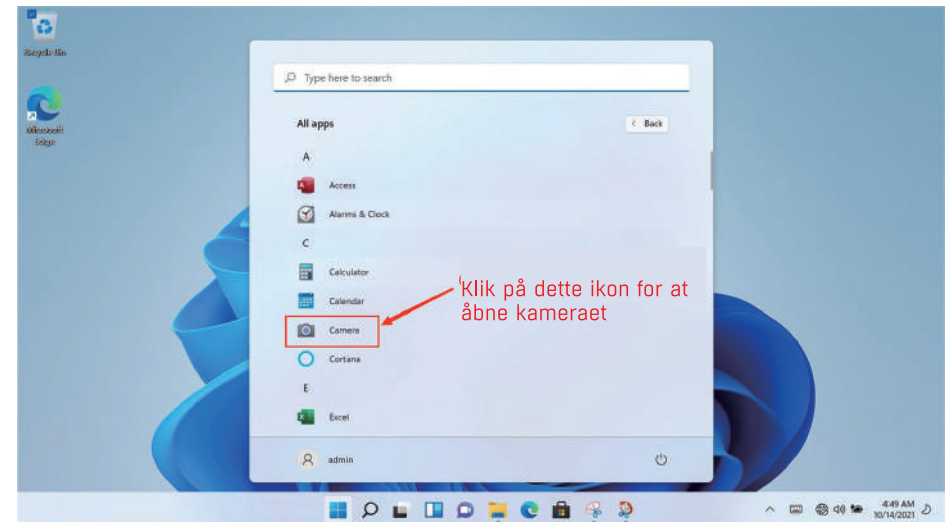 Recycle Bin
Microsoft
Edge
Type here to search
All apps
Back
A
Access
Alarms & Clock
C
Calculator
Klik på dette ikon for at
åbne kameraet
Calendar
Camera
Cortana
E
Excel
admin
4:49 AM
10/14/2021